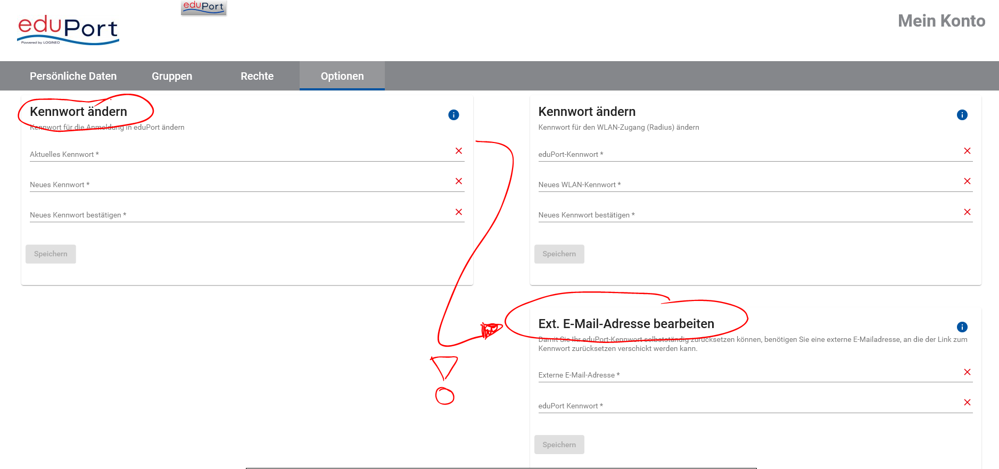 eduPort
eduPort
Powered by LOGINEO
Mein Konto
Persönliche Daten
Gruppen
Rechte
Optionen
Kennwort ändern
Kennwort für die Anmeldung in eduPort ändern
Aktuelles Kennwort *
Neues Kennwort *
Neues Kennwort bestätigen *
Speichern
Kennwort ändern
Kennwort für den WLAN-Zugang (Radius) ändern
eduPort-Kennwort *
Neues WLAN-Kennwort *
Neues Kennwort bestätigen *
Speichern
Ext. E-Mail-Adresse bearbeiten
Damit Sie Ihr eduPort-Kennwort selbstständig zurücksetzen können, benötigen Sie eine externe E-Mailadresse, an die der Link zum
Kennwort zurücksetzen verschickt werden kann.
Externe E-Mail-Adresse *
eduPort Kennwort *
Speichern